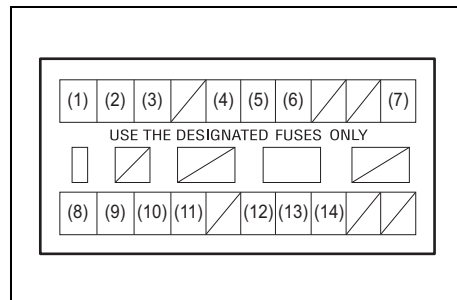 (1) (2) (3) (4) (5) (6) (7)
USE THE DESIGNATED FUSES ONLY
(8) (9) (10) (11) (12) (13) (14)